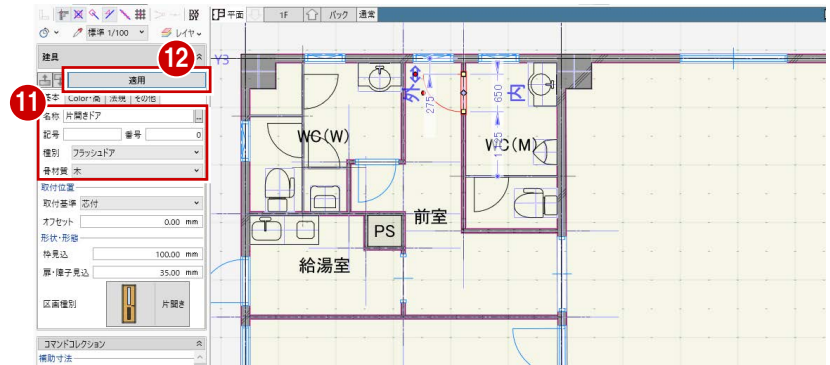 標準 1/100 レイヤ
平面 1F バック 通常
建具
12
適用
11
基本 Color・高 法規 その他
名称 片開きドア
記号 番号 0
種別 フラッシュドア
骨材質 木
取付位置
取付基準 芯付
オフセット 0.00 mm
形状・形態
枠見込 100.00 mm
扉・障子見込 35.00 mm
区画種別 片開き
コマンドコレクション
補助寸法
Y3
外
内
275
650
WC(W)
WC(M)
前室
PS
給湯室